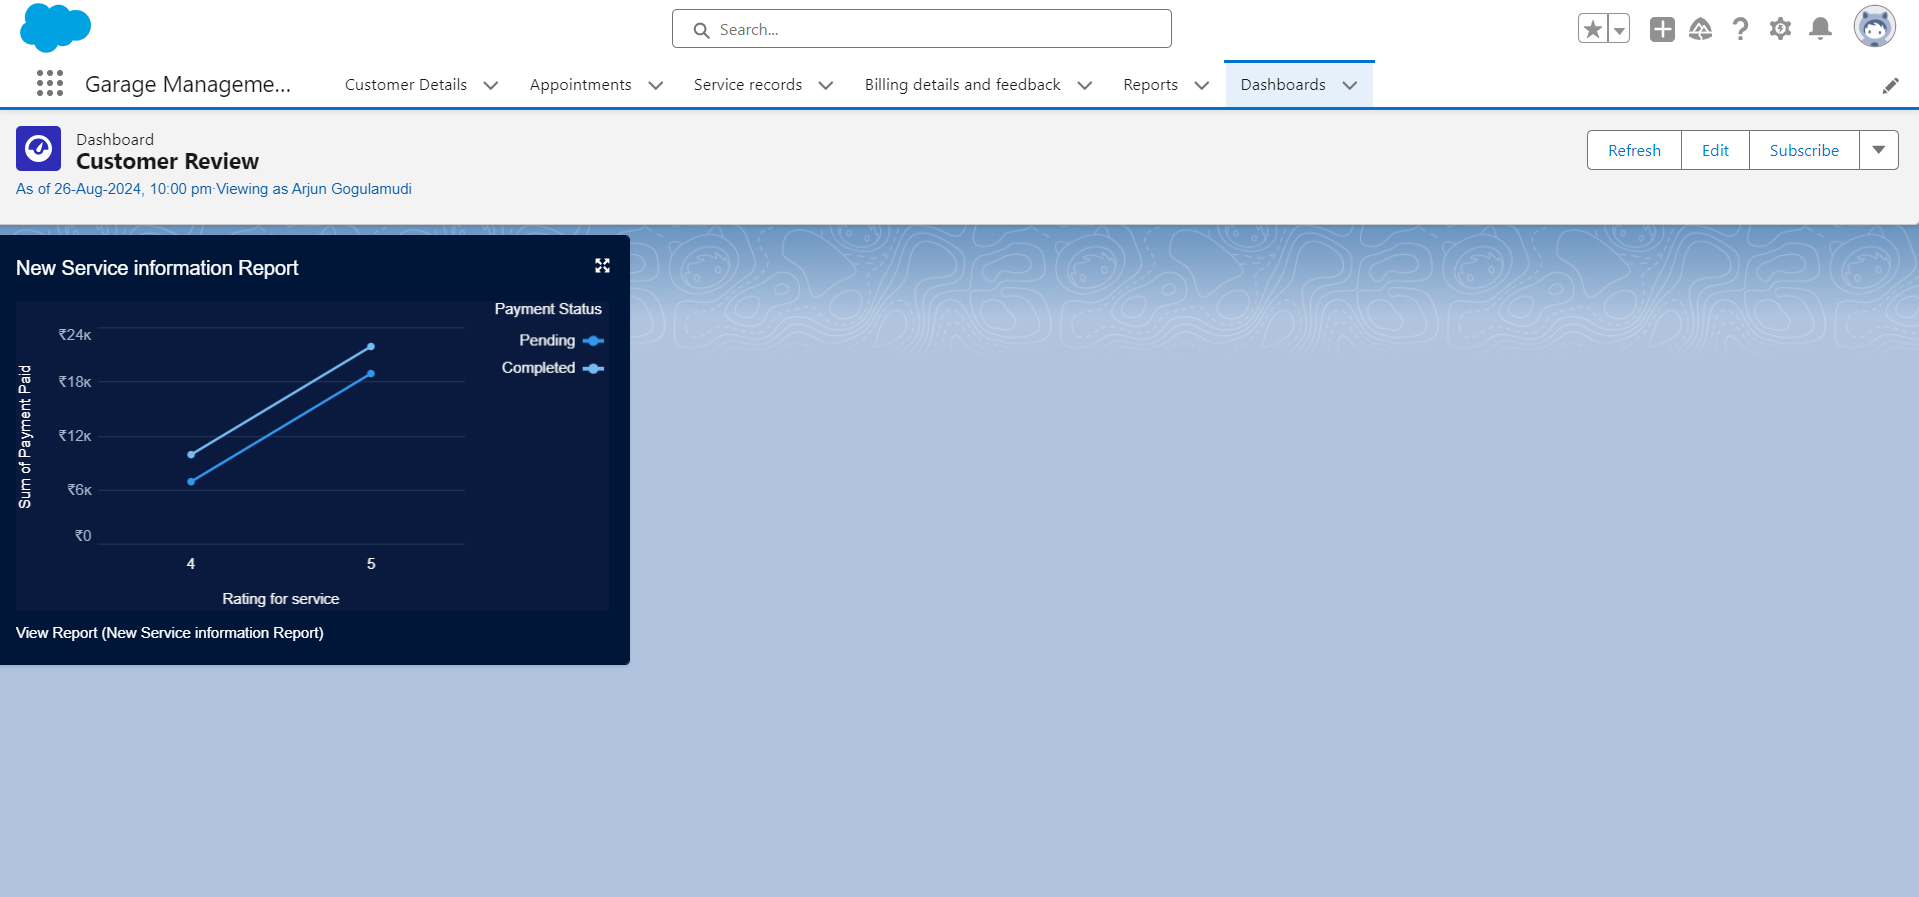 Search...
Garage Manageme...
Customer Details
Appointments
Service records
Billing details and feedback
Reports
Dashboards
Dashboard
Customer Review
As of 26-Aug-2024, 10:00 pm·Viewing as Arjun Gogulamudi
Refresh
Edit
Subscribe
New Service information Report
Payment Status
Pending
Completed
Sum of Payment Paid
₹24K
₹18K
₹12K
₹6K
₹0
4
5
Rating for service
View Report (New Service information Report)